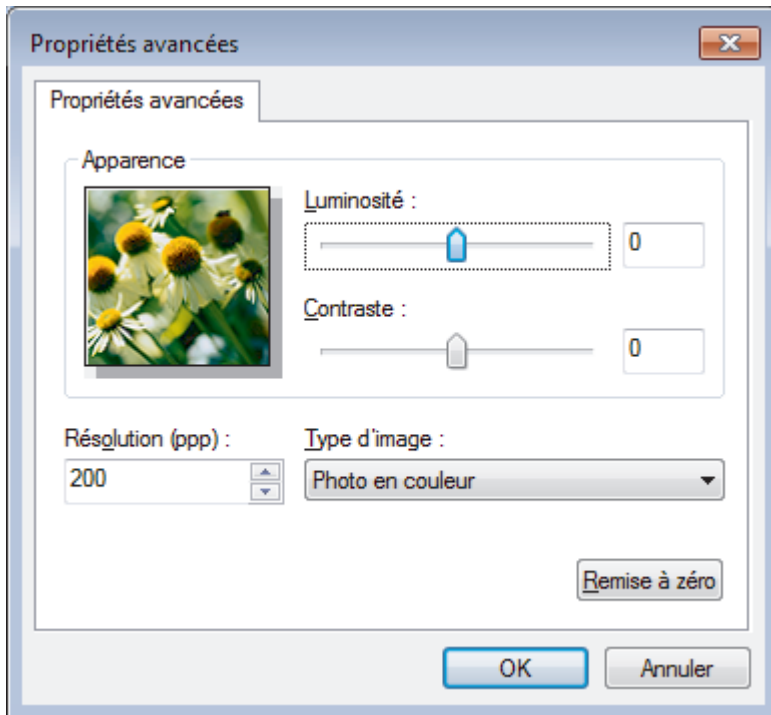 Propriétés avancées
Propriétés avancées
Apparence
Luminosité :
0
Contraste :
0
Résolution (ppp) :
200
Type d'image :
Photo en couleur
Remise à zéro
OK
Annuler